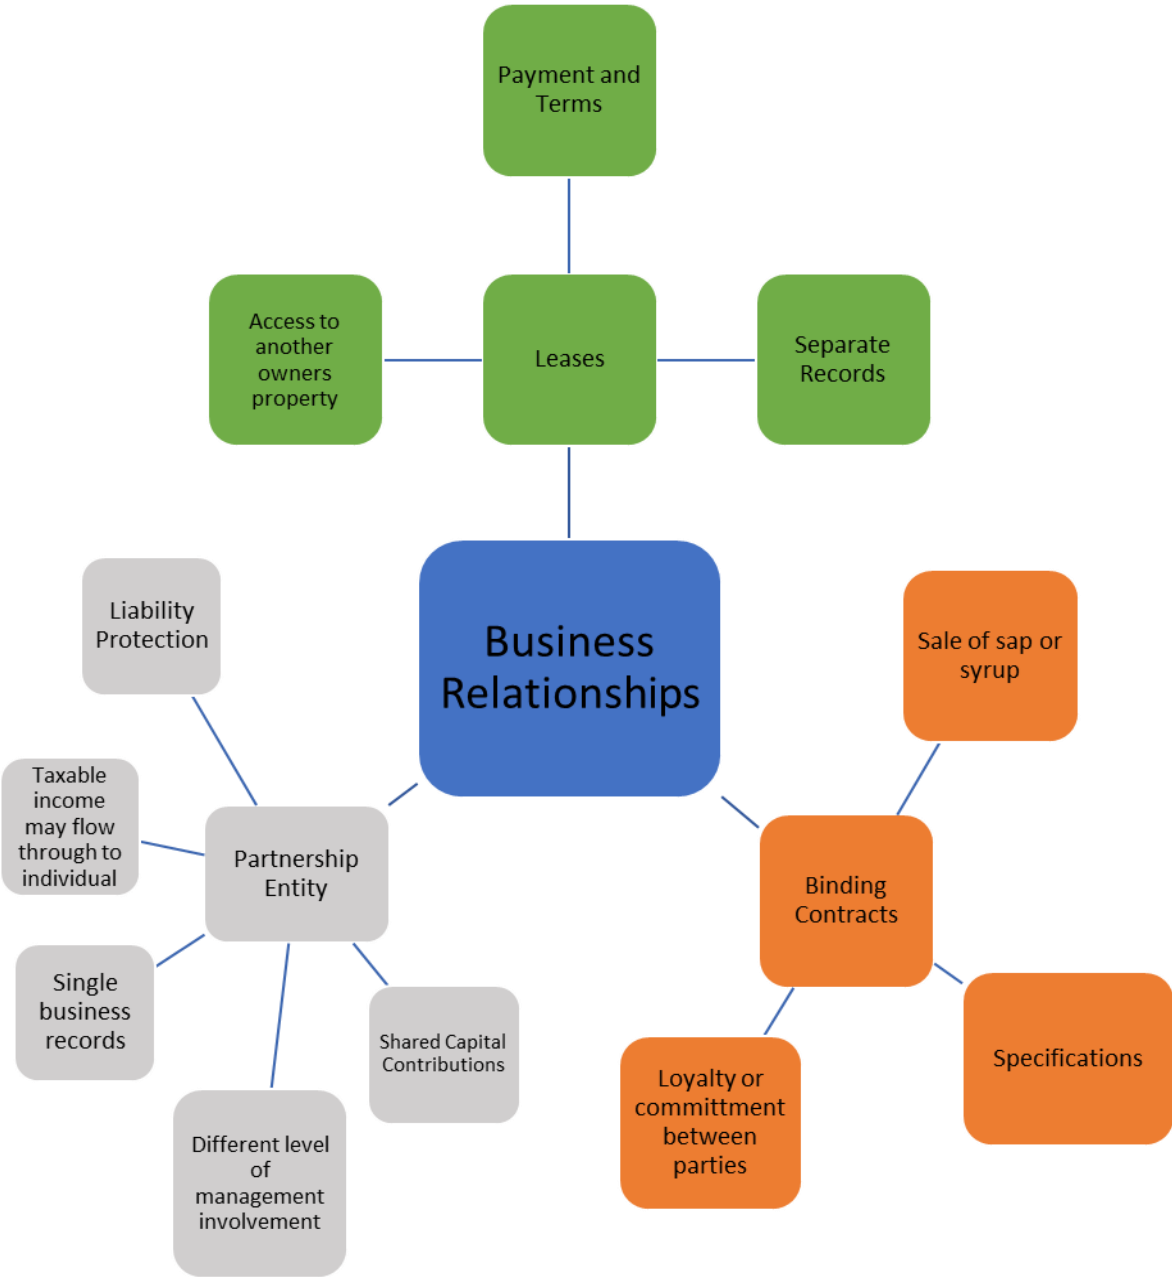 Payment and
Terms
Access to
another
owners
property
Leases
Separate
Records
Business
Relationships
Liability
Protection
Taxable
income
may flow
through to
individual
Partnership
Entity
Single
business
records
Different level
of
management
involvement
Shared Capital
Contributions
Sale of sap or
syrup
Binding
Contracts
Loyalty or
committment
between
parties
Specifications